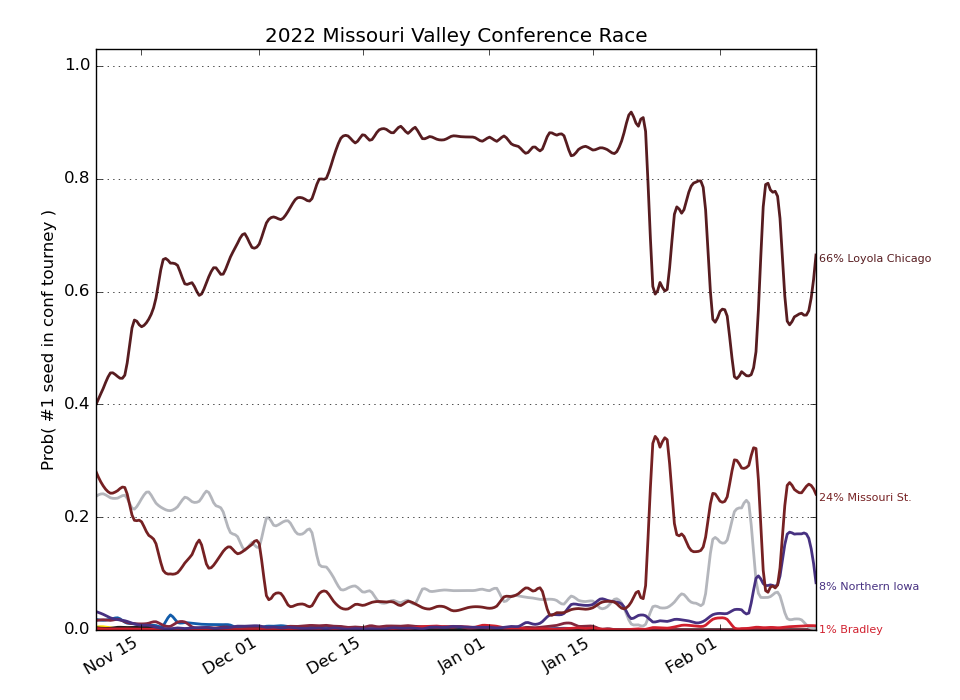 2022 Missouri Valley Conference Race
Prob( #1 seed in conf tourney )
1.0
0.8
0.6
0.4
0.2
0.0
66% Loyola Chicago
24% Missouri St.
8% Northern Iowa
1% Bradley
Nov 15
Dec 01
Dec 15
Jan 01
Jan 15
Feb 01